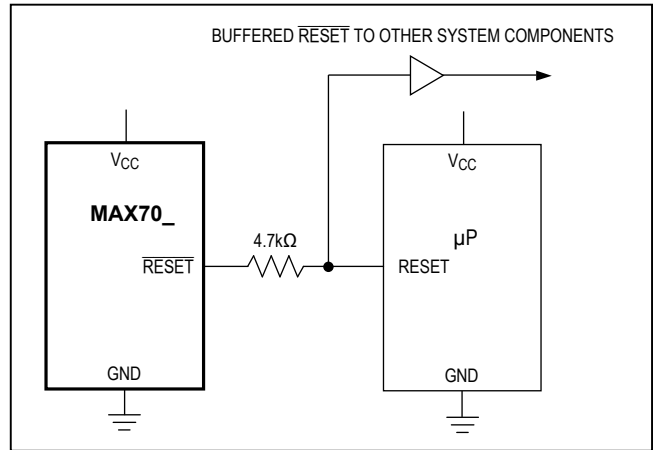 BUFFERED RESET TO OTHER SYSTEM COMPONENTS
VCC
VCC
MAX70_
4.7kΩ
µP
RESET
RESET
GND
GND